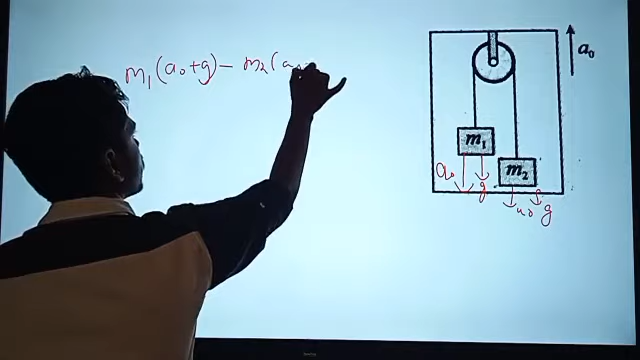 m₁(a₀+g) – m₂(a₀
a₀
m₁
m₂
a₀ g
a₀ g